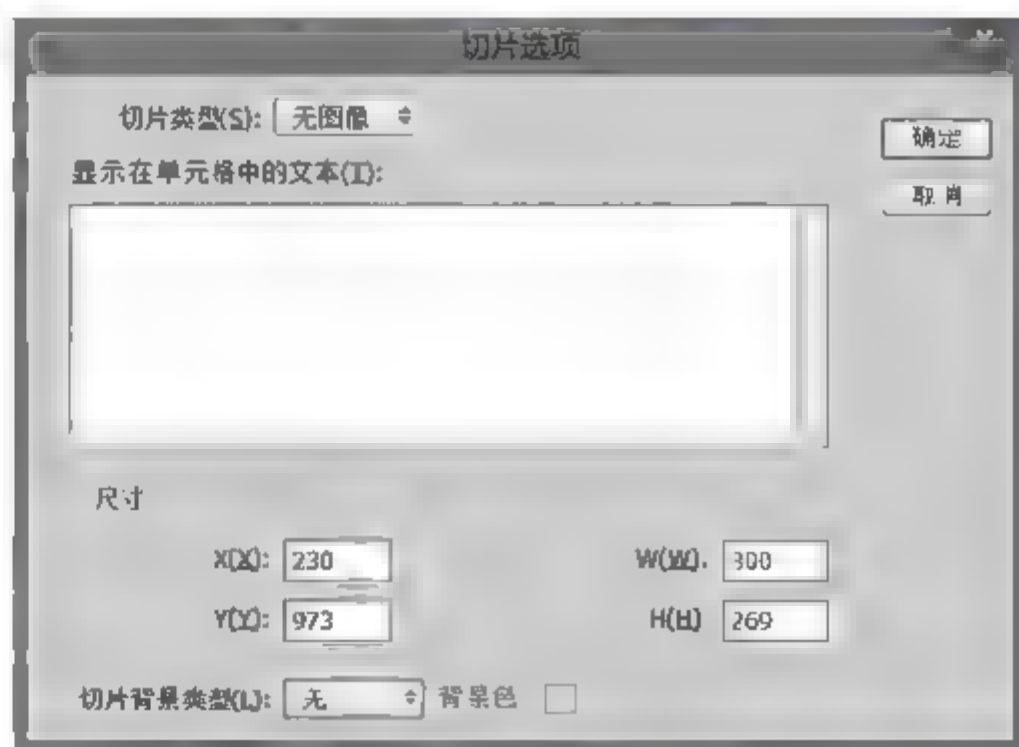 切片选项
切片类型(S): 无图像
确定
显示在单元格中的文本(T):
取消
尺寸
X(X): 230 W(W): 300
Y(Y): 973 H(H) 269
切片背景类型(L): 无 背景色